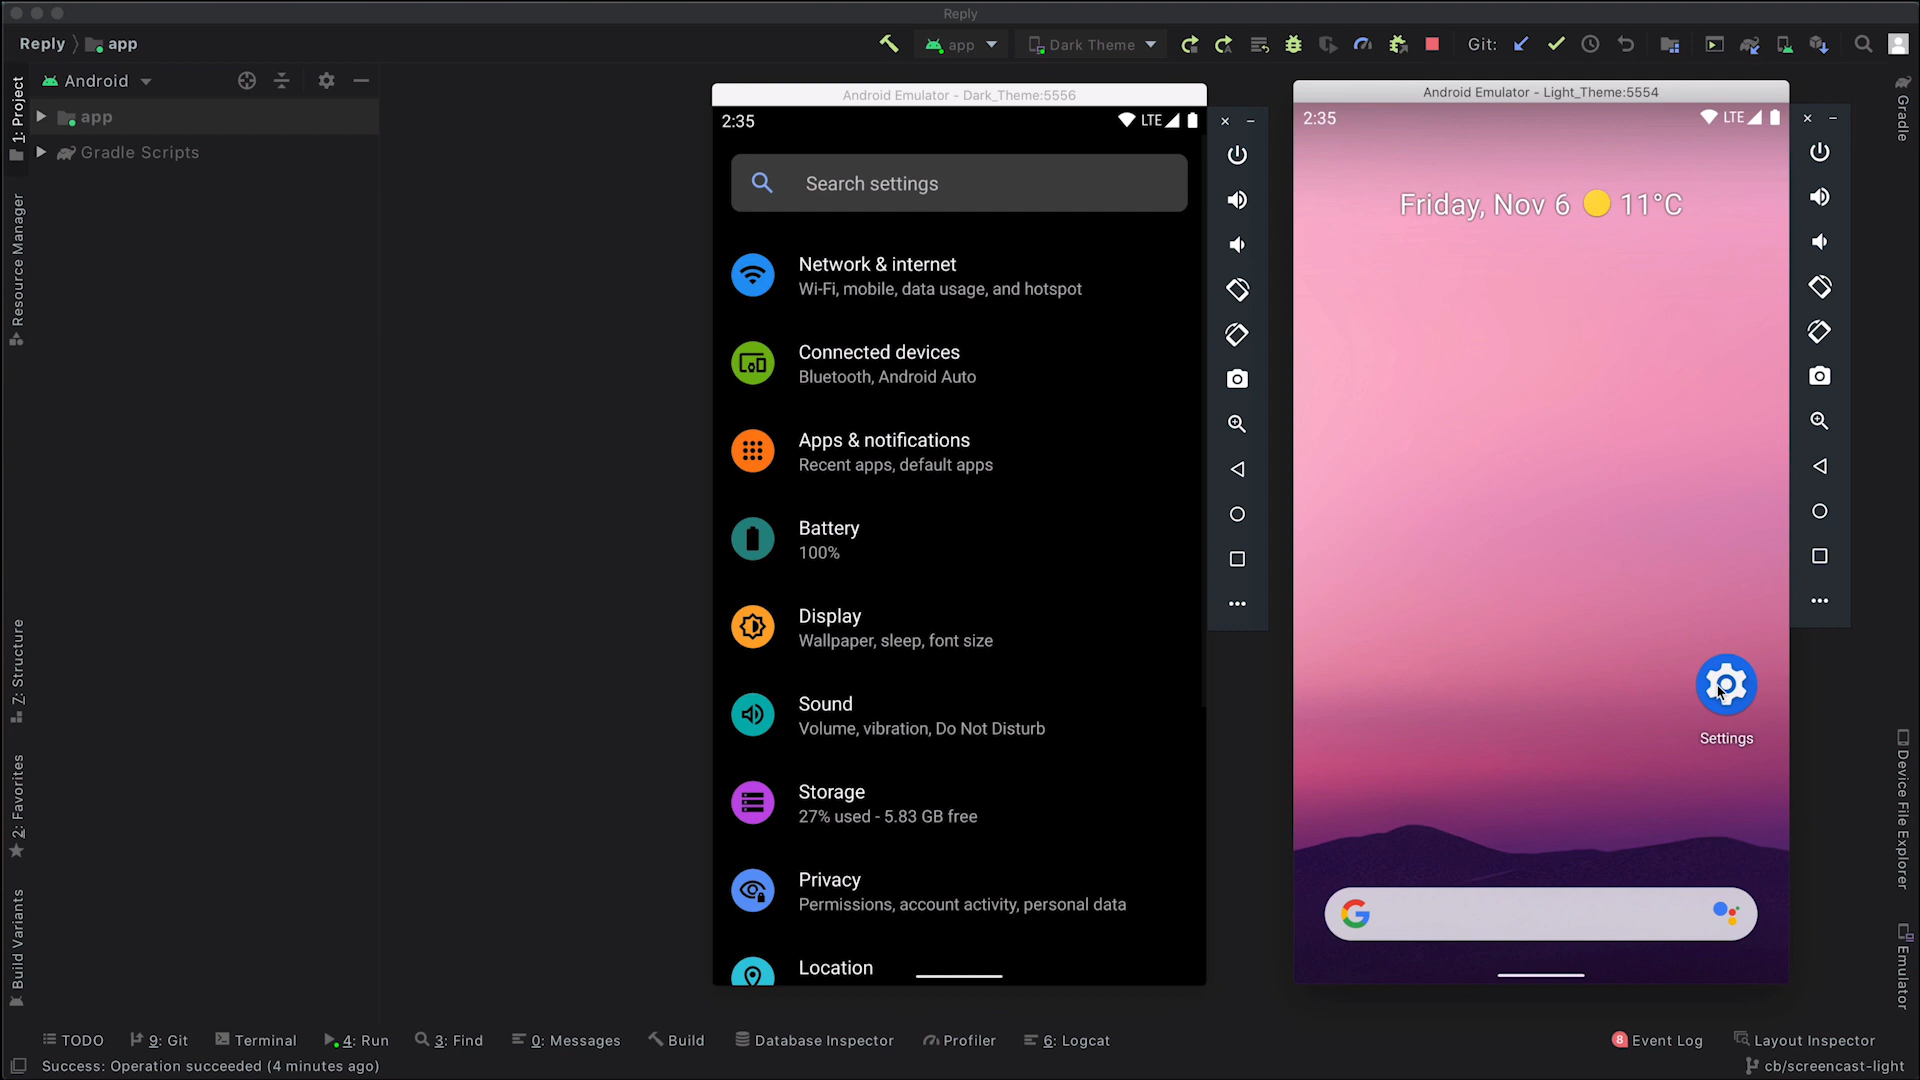 Reply
Reply
app
app
Dark Theme
Git:
Android
app
Gradle Scripts
1: Project
Resource Manager
Z: Structure
2: Favorites
Build Variants
Android Emulator - Dark_Theme:5556
2:35
LTE
Search settings
Network & internet
Wi-Fi, mobile, data usage, and hotspot
Connected devices
Bluetooth, Android Auto
Apps & notifications
Recent apps, default apps
Battery
100%
Display
Wallpaper, sleep, font size
Sound
Volume, vibration, Do Not Disturb
Storage
27% used - 5.83 GB free
Privacy
Permissions, account activity, personal data
Location
Android Emulator - Light_Theme:5554
2:35
LTE
Friday, Nov 6 11°C
Settings
Gradle
Device File Explorer
Emulator
TODO
9: Git
Terminal
4: Run
3: Find
0: Messages
Build
Database Inspector
Profiler
6: Logcat
8 Event Log
Layout Inspector
Success: Operation succeeded (4 minutes ago)
cb/screencast-light